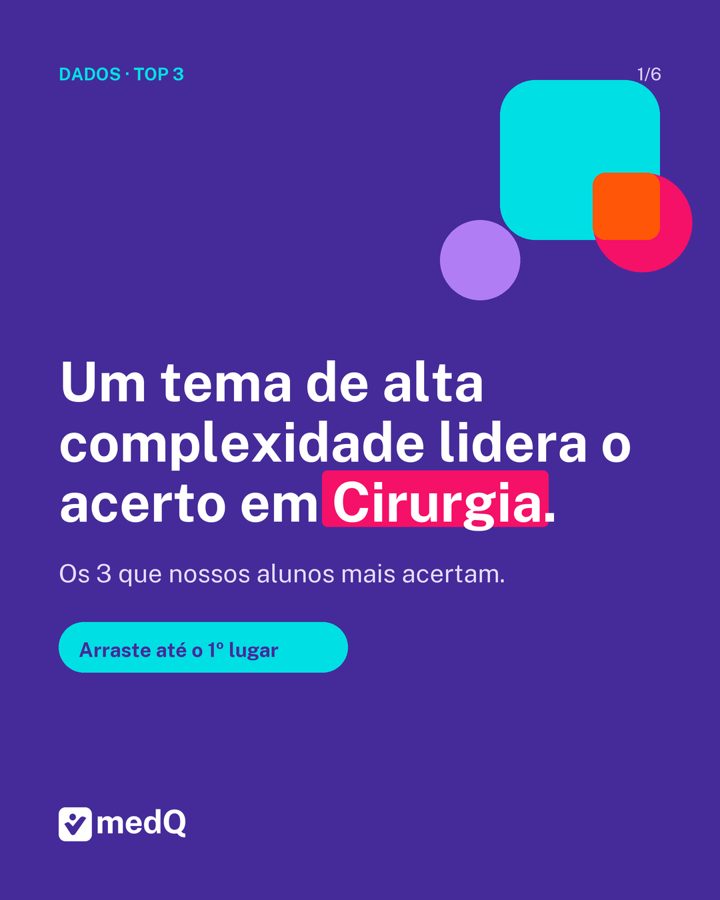 DADOS · TOP 3
1/6
Um tema de alta
complexidade lidera o
acerto em Cirurgia.
Os 3 que nossos alunos mais acertam.
Arraste até o 1º lugar
medQ